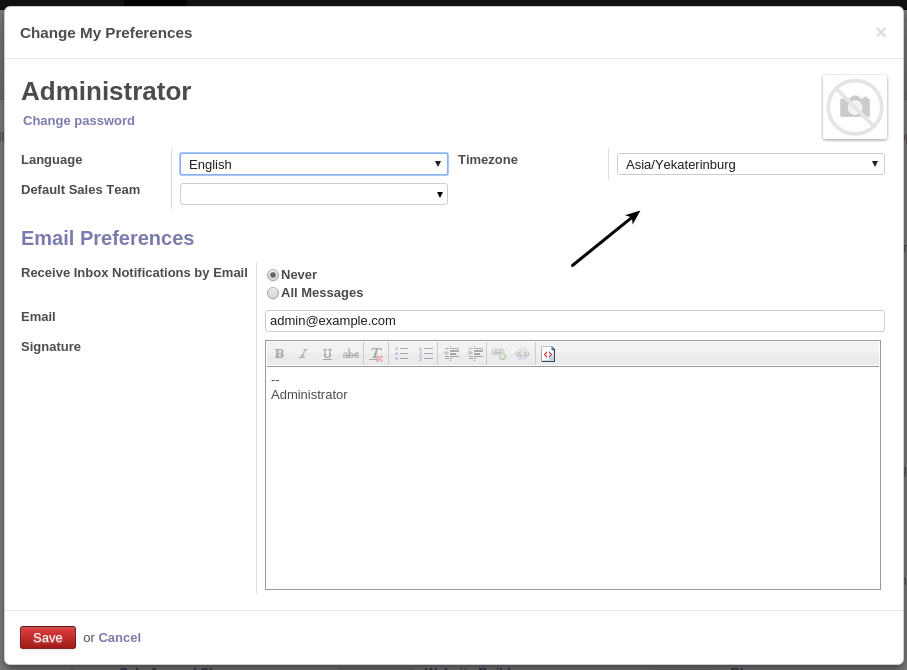 Change My Preferences ×
Administrator
Change password
Language English Timezone Asia/Yekaterinburg
Default Sales Team
Email Preferences
Receive Inbox Notifications by Email Never
All Messages
Email admin@example.com
Signature
B I U abc T
--
Administrator
Save or Cancel